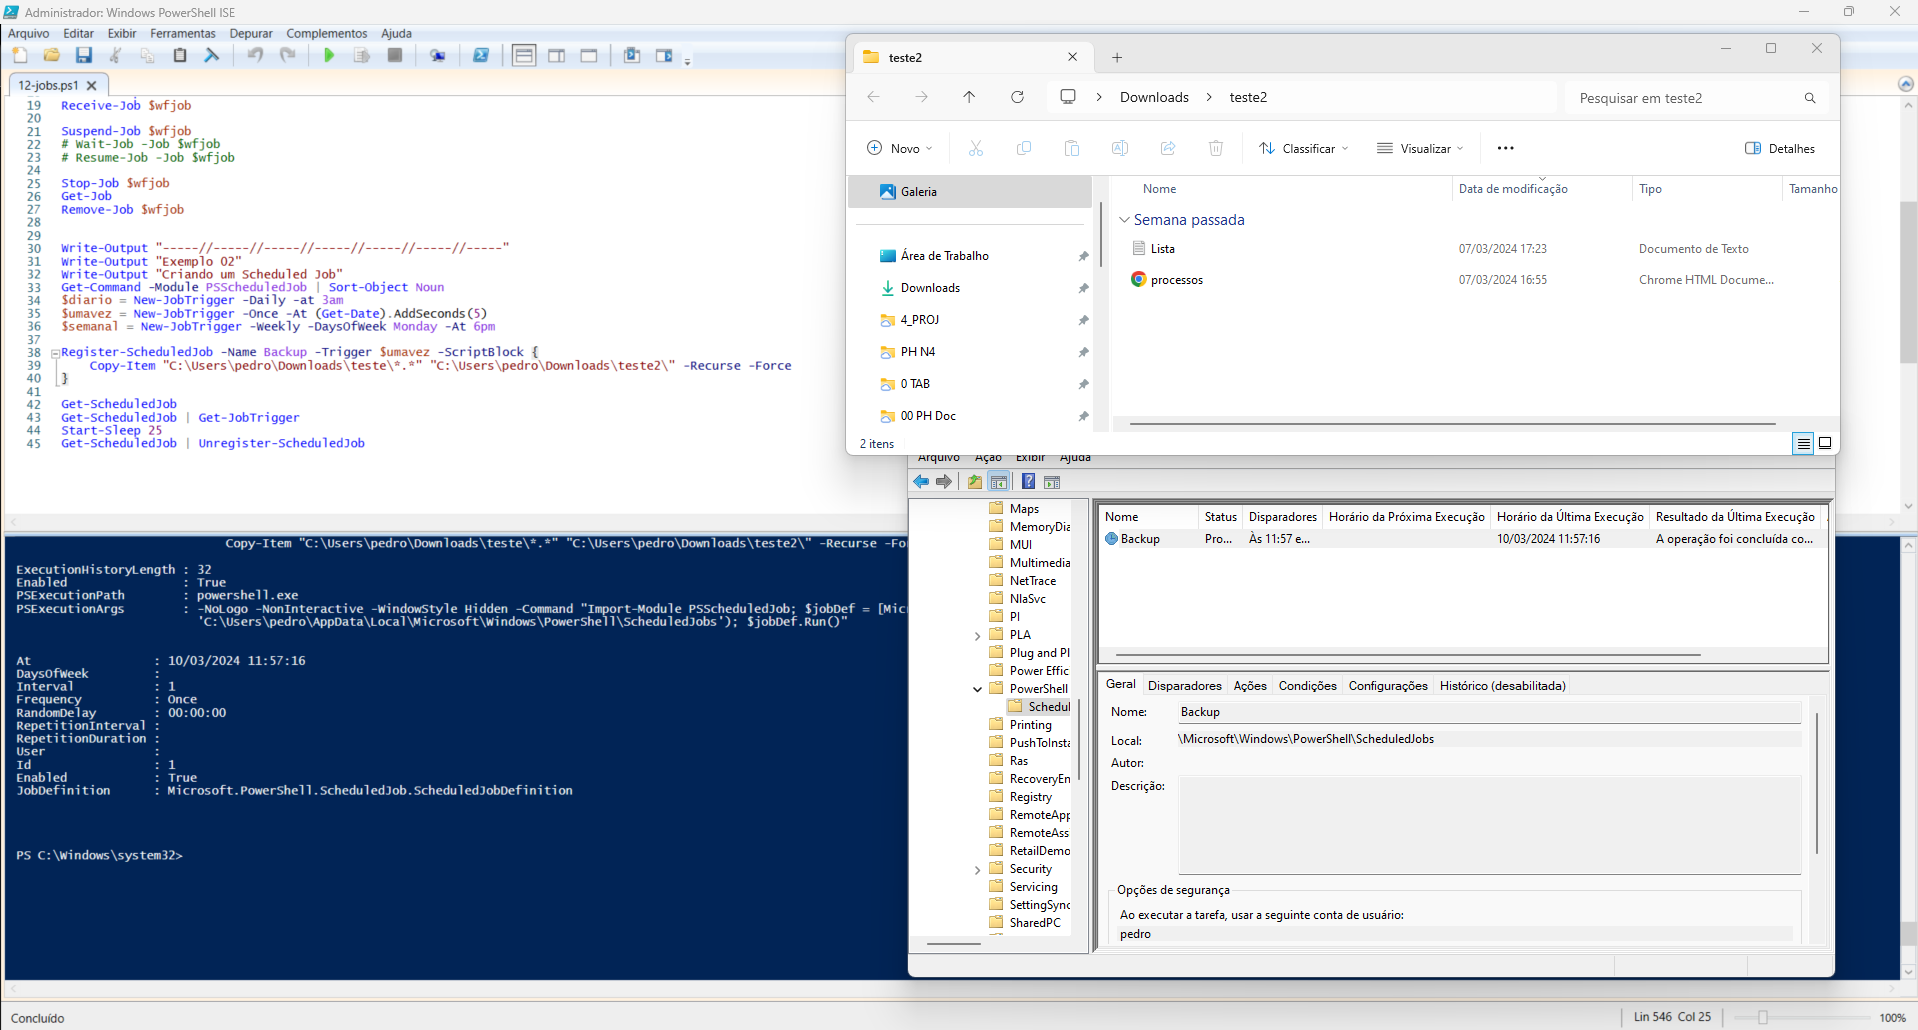 Administrador: Windows PowerShell ISE
Arquivo Editar Exibir Ferramentas Depurar Complementos Ajuda
12-jobs.ps1
19 Receive-Job $wfjob
20
21 Suspend-Job $wfjob
22 # Wait-Job -Job $wfjob
23 # Resume-Job -Job $wfjob
24
25 Stop-Job $wfjob
26 Get-Job
27 Remove-Job $wfjob
28
29
30 Write-Output "-----//-----//-----//-----//-----//-----//-----"
31 Write-Output "Exemplo 02"
32 Write-Output "Criando um Scheduled Job"
33 Get-Command -Module PSScheduledJob | Sort-Object Noun
34 $diario = New-JobTrigger -Daily -at 3am
35 $umavez = New-JobTrigger -Once -At (Get-Date).AddSeconds(5)
36 $semanal = New-JobTrigger -Weekly -DaysOfWeek Monday -At 6pm
37
38 Register-ScheduledJob -Name Backup -Trigger $umavez -ScriptBlock {
39 Copy-Item "C:\Users\pedro\Downloads\teste\*.*" "C:\Users\pedro\Downloads\teste2\" -Recurse -Force
40 }
41
42 Get-ScheduledJob
43 Get-ScheduledJob | Get-JobTrigger
44 Start-Sleep 25
45 Get-ScheduledJob | Unregister-ScheduledJob
Copy-Item "C:\Users\pedro\Downloads\teste\*.*" "C:\Users\pedro\Downloads\teste2\" -Recurse -Fo
ExecutionHistoryLength : 32
Enabled : True
PSExecutionPath : powershell.exe
PSExecutionArgs : -NoLogo -NonInteractive -WindowStyle Hidden -Command "Import-Module PSScheduledJob; $jobDef = [Mic
'C:\Users\pedro\AppData\Local\Microsoft\Windows\PowerShell\ScheduledJobs'); $jobDef.Run()"
At : 10/03/2024 11:57:16
DaysOfWeek :
Interval : 1
Frequency : Once
RandomDelay : 00:00:00
RepetitionInterval :
RepetitionDuration :
User :
Id : 1
Enabled : True
JobDefinition : Microsoft.PowerShell.ScheduledJob.ScheduledJobDefinition
PS C:\Windows\system32>
Concluído
Lin 546 Col 25
100%
teste2
Downloads > teste2
Pesquisar em teste2
Novo
Classificar
Visualizar
Detalhes
Galeria
Área de Trabalho
Downloads
4_PROJ
PH N4
0 TAB
00 PH Doc
Nome Data de modificação Tipo Tamanho
Semana passada
Lista 07/03/2024 17:23 Documento de Texto
processos 07/03/2024 16:55 Chrome HTML Docume...
2 itens
Arquivo Ação Exibir Ajuda
Maps
MemoryDia
MUI
Multimedia
NetTrace
NlaSvc
PI
PLA
Plug and Pl
Power Effic
PowerShell
Schedul
Printing
PushToInsta
Ras
RecoveryEn
Registry
RemoteApp
RemoteAss
RetailDemo
Security
Servicing
SettingSync
SharedPC
Nome Status Disparadores Horário da Próxima Execução Horário da Última Execução Resultado da Última Execução
Backup Pro... Às 11:57 e... 10/03/2024 11:57:16 A operação foi concluída co...
Geral Disparadores Ações Condições Configurações Histórico (desabilitada)
Nome: Backup
Local: \Microsoft\Windows\PowerShell\ScheduledJobs
Autor:
Descrição:
Opções de segurança
Ao executar a tarefa, usar a seguinte conta de usuário:
pedro